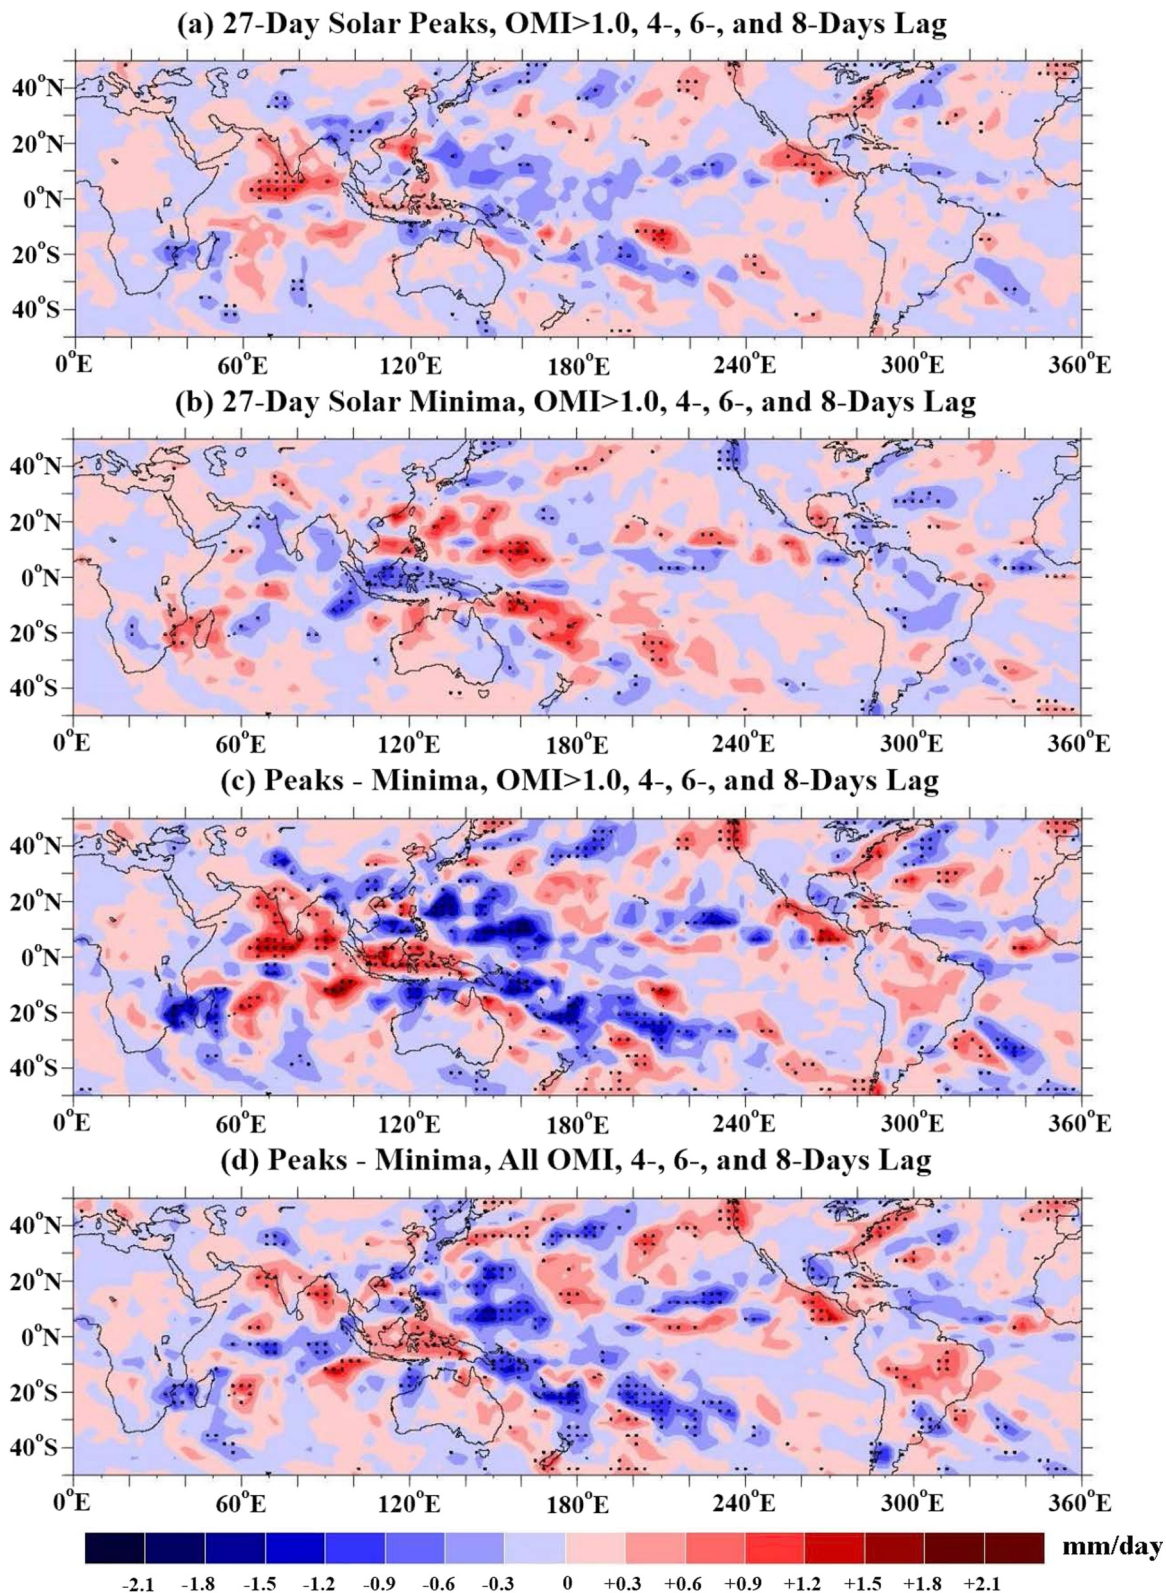 (a) 27-Day Solar Peaks, OMI>1.0, 4-, 6-, and 8-Days Lag
40°N
20°N
0°N
20°S
40°S
0°E 60°E 120°E 180°E 240°E 300°E 360°E
(b) 27-Day Solar Minima, OMI>1.0, 4-, 6-, and 8-Days Lag
40°N
20°N
0°N
20°S
40°S
0°E 60°E 120°E 180°E 240°E 300°E 360°E
(c) Peaks - Minima, OMI>1.0, 4-, 6-, and 8-Days Lag
40°N
20°N
0°N
20°S
40°S
0°E 60°E 120°E 180°E 240°E 300°E 360°E
(d) Peaks - Minima, All OMI, 4-, 6-, and 8-Days Lag
40°N
20°N
0°N
20°S
40°S
0°E 60°E 120°E 180°E 240°E 300°E 360°E
mm/day
-2.1 -1.8 -1.5 -1.2 -0.9 -0.6 -0.3 0 +0.3 +0.6 +0.9 +1.2 +1.5 +1.8 +2.1